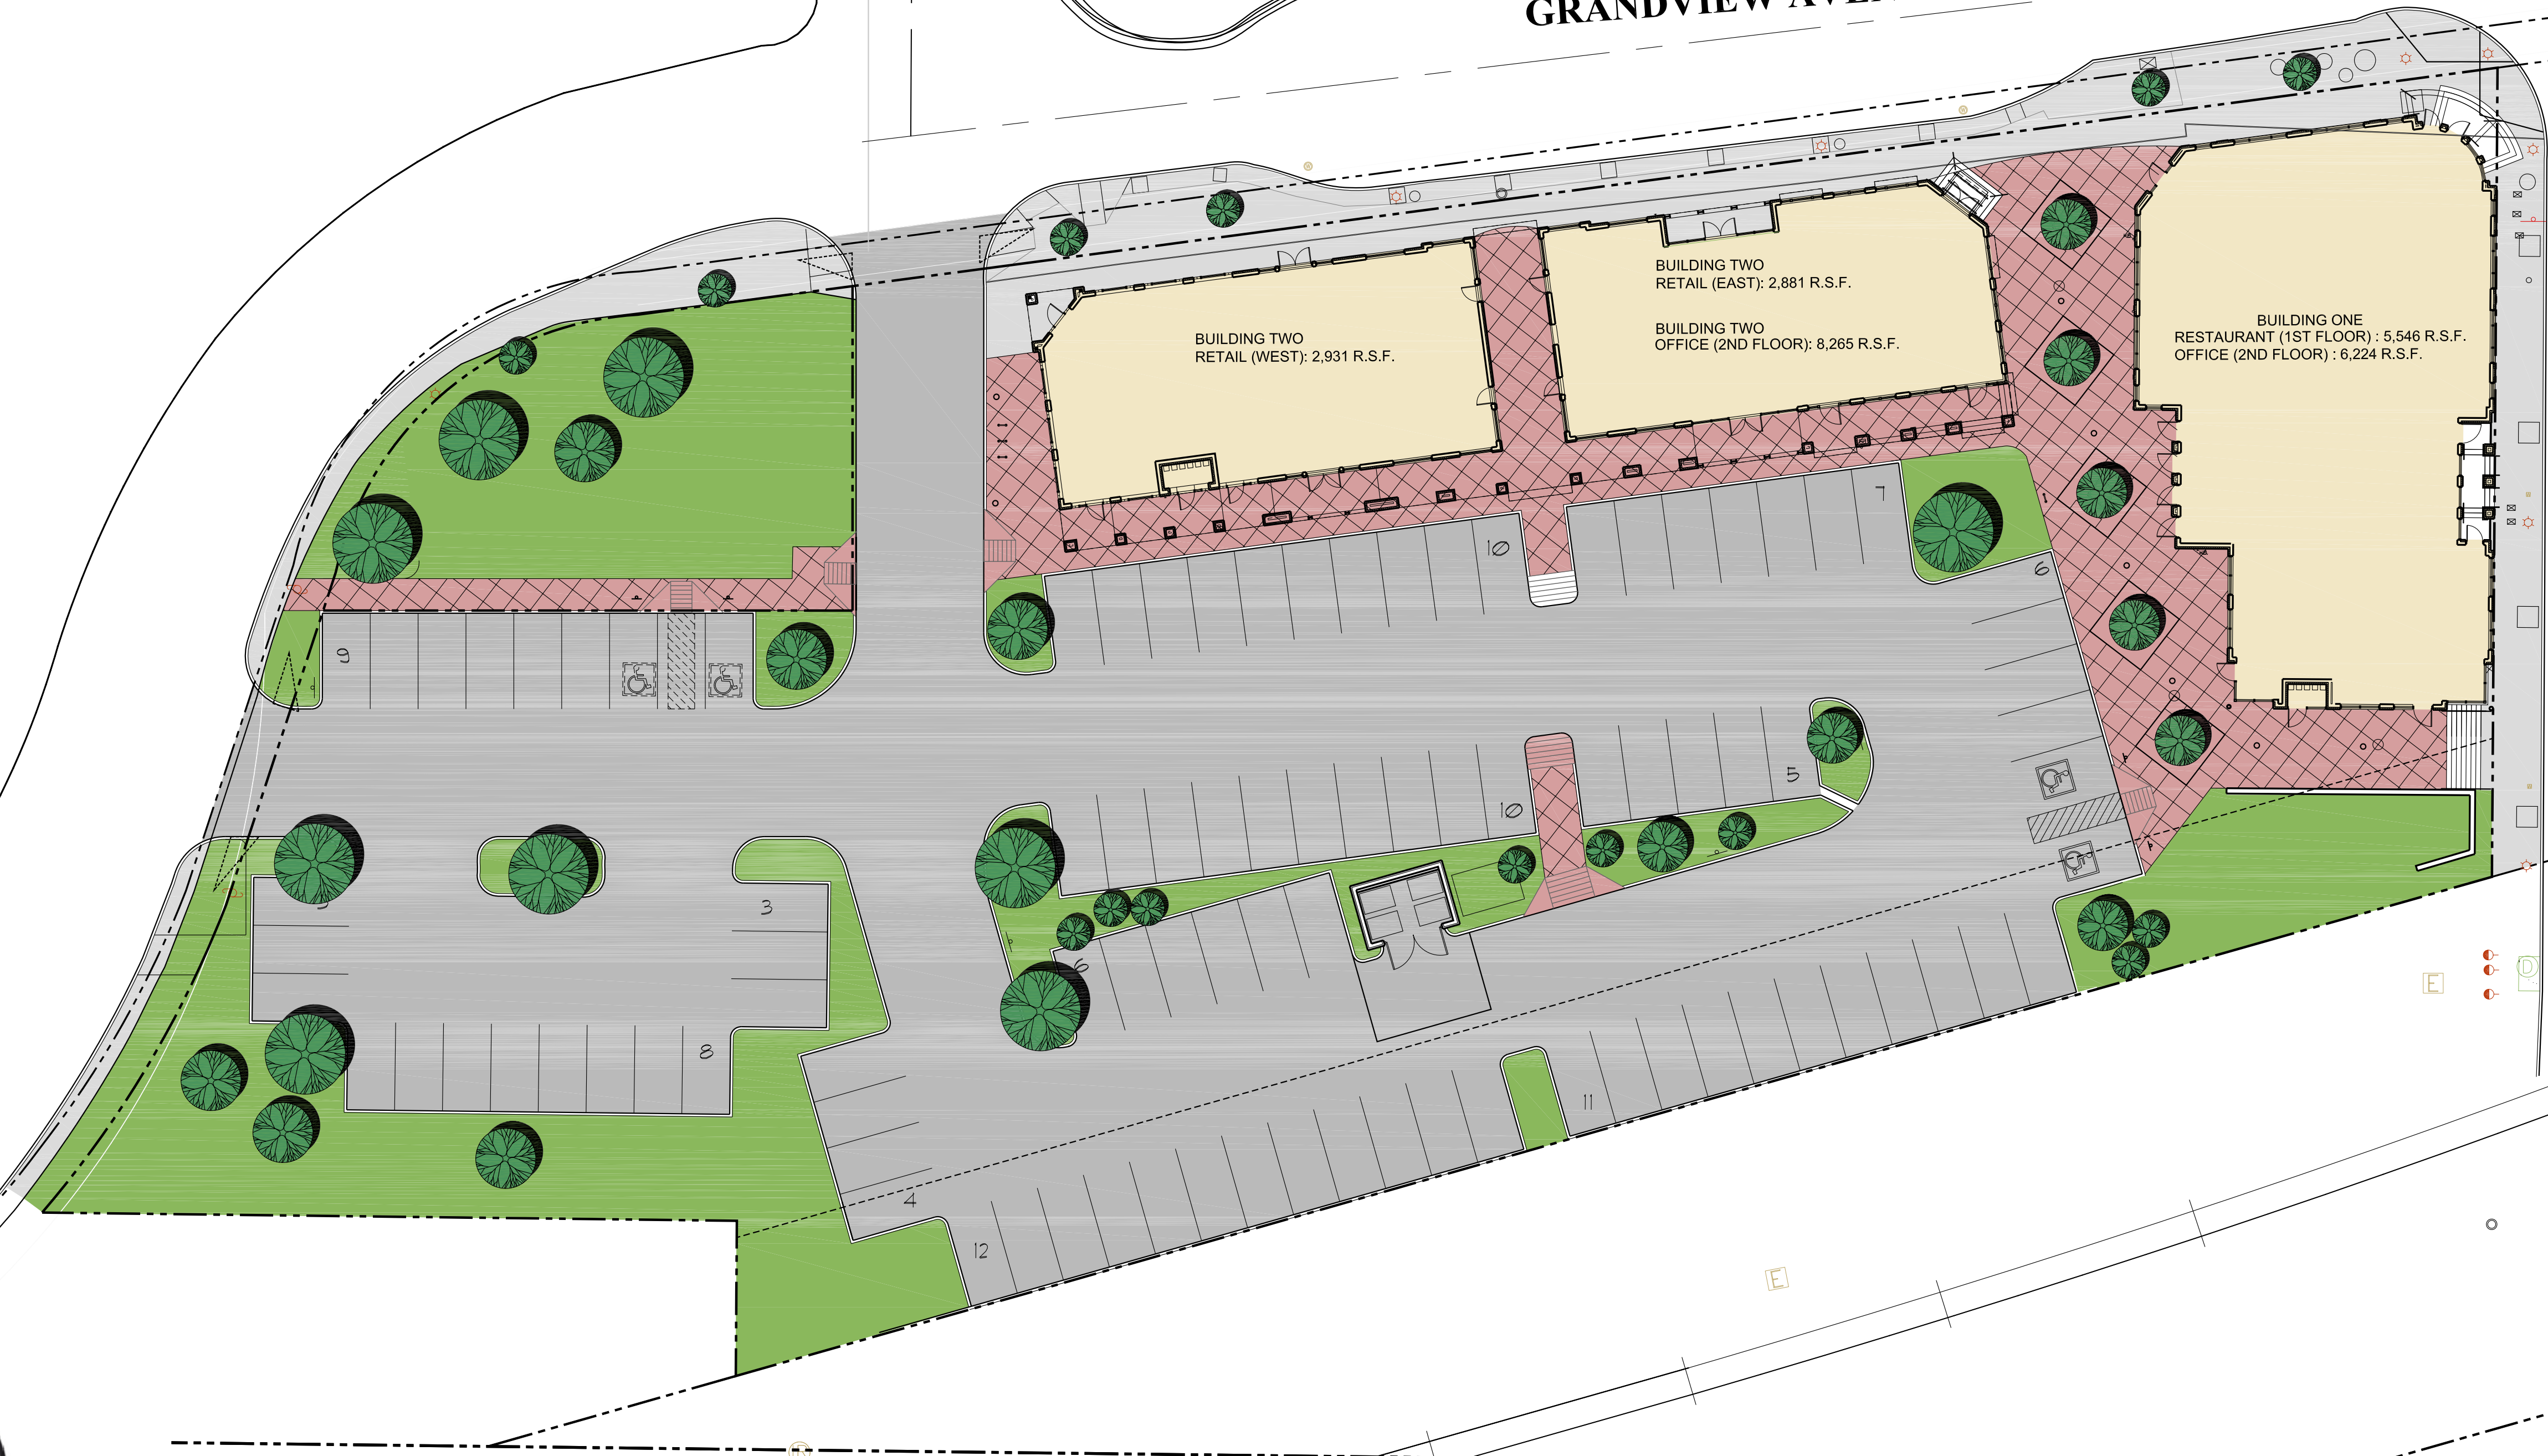 GRANDVIEW
BUILDING TWO
RETAIL (WEST): 2,931 R.S.F.
BUILDING TWO
RETAIL (EAST): 2,881 R.S.F.
BUILDING TWO
OFFICE (2ND FLOOR): 8,265 R.S.F.
BUILDING ONE
RESTAURANT (1ST FLOOR) : 5,546 R.S.F.
OFFICE (2ND FLOOR) : 6,224 R.S.F.
7
10
6
9
5
10
3
6
8
11
4
12
E
D
E